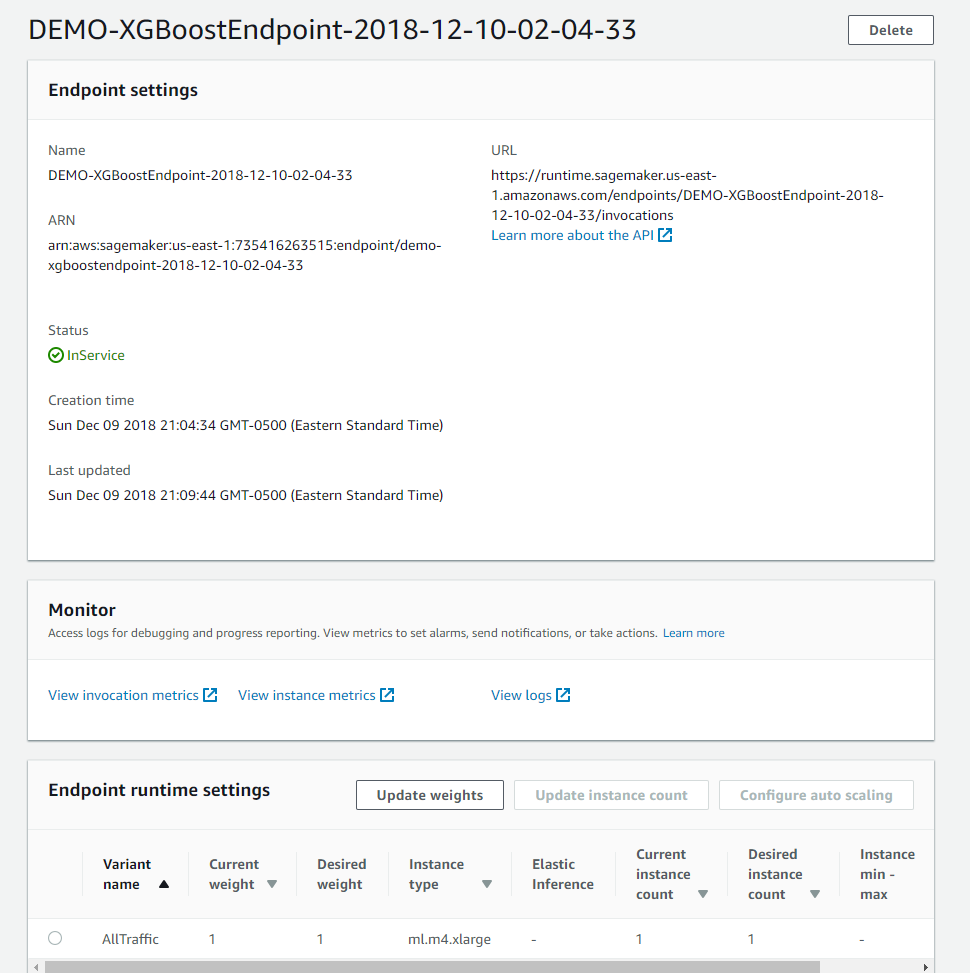 DEMO-XGBoostEndpoint-2018-12-10-02-04-33
Delete
Endpoint settings
Name
DEMO-XGBoostEndpoint-2018-12-10-02-04-33
URL
https://runtime.sagemaker.us-east-
1.amazonaws.com/endpoints/DEMO-XGBoostEndpoint-2018-
12-10-02-04-33/invocations
Learn more about the API
ARN
arn:aws:sagemaker:us-east-1:735416263515:endpoint/demo-
xgboostendpoint-2018-12-10-02-04-33
Status
InService
Creation time
Sun Dec 09 2018 21:04:34 GMT-0500 (Eastern Standard Time)
Last updated
Sun Dec 09 2018 21:09:44 GMT-0500 (Eastern Standard Time)
Monitor
Access logs for debugging and progress reporting. View metrics to set alarms, send notifications, or take actions. Learn more
View invocation metrics View instance metrics View logs
Endpoint runtime settings
Update weights Update instance count Configure auto scaling
Variant
name
Current
weight
Desired
weight
Instance
type
Elastic
Inference
Current
instance
count
Desired
instance
count
Instance
min -
max
AllTraffic 1 1 ml.m4.xlarge - 1 1 -